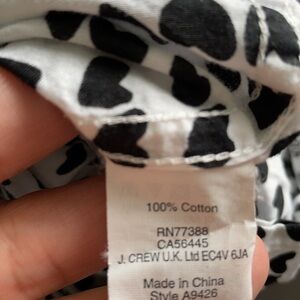 100% Cotton
RN77388
CA56445
J. CREW U.K. Ltd EC4V 6JA
Made in China
Style A9426